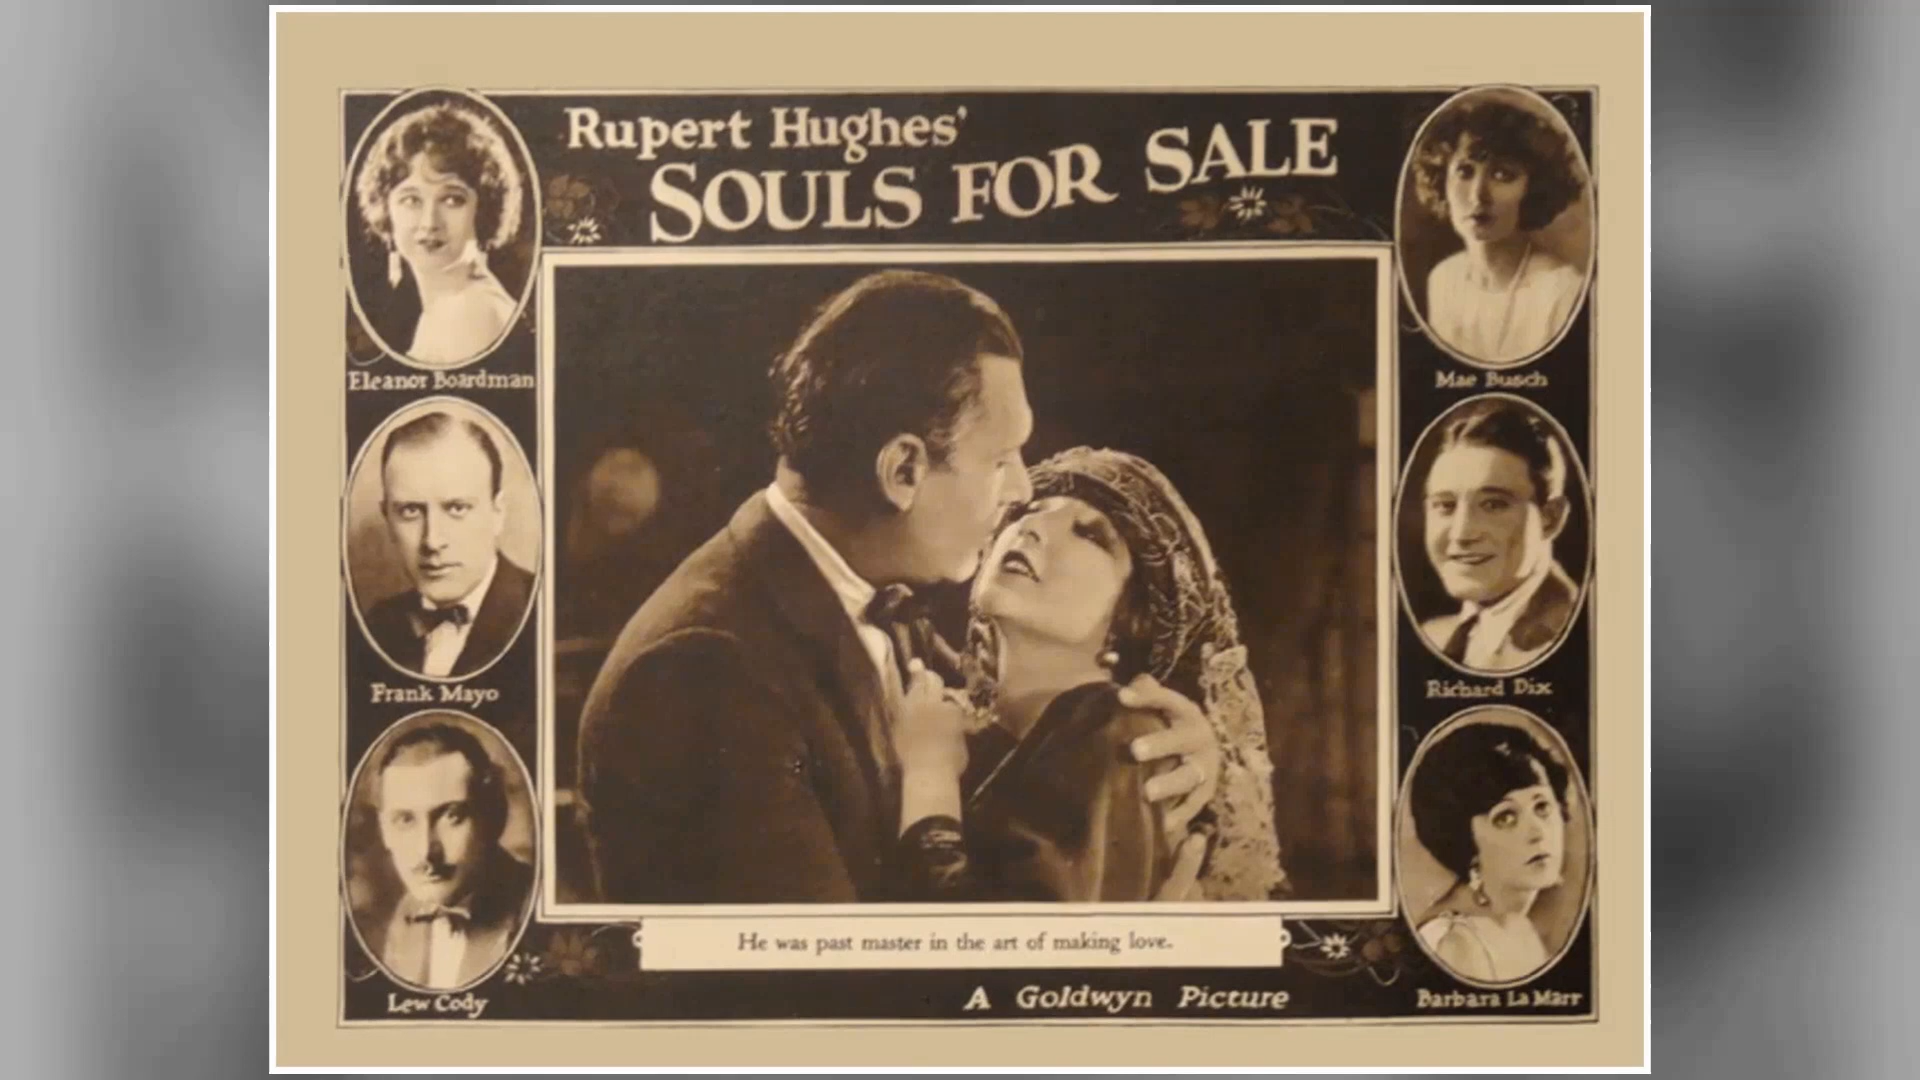 Rupert Hughes'
SOULS FOR SALE
Eleanor Boardman
Mae Busch
Frank Mayo
Richard Dix
He was past master in the art of making love.
Lew Cody
A Goldwyn Picture
Barbara La Marr